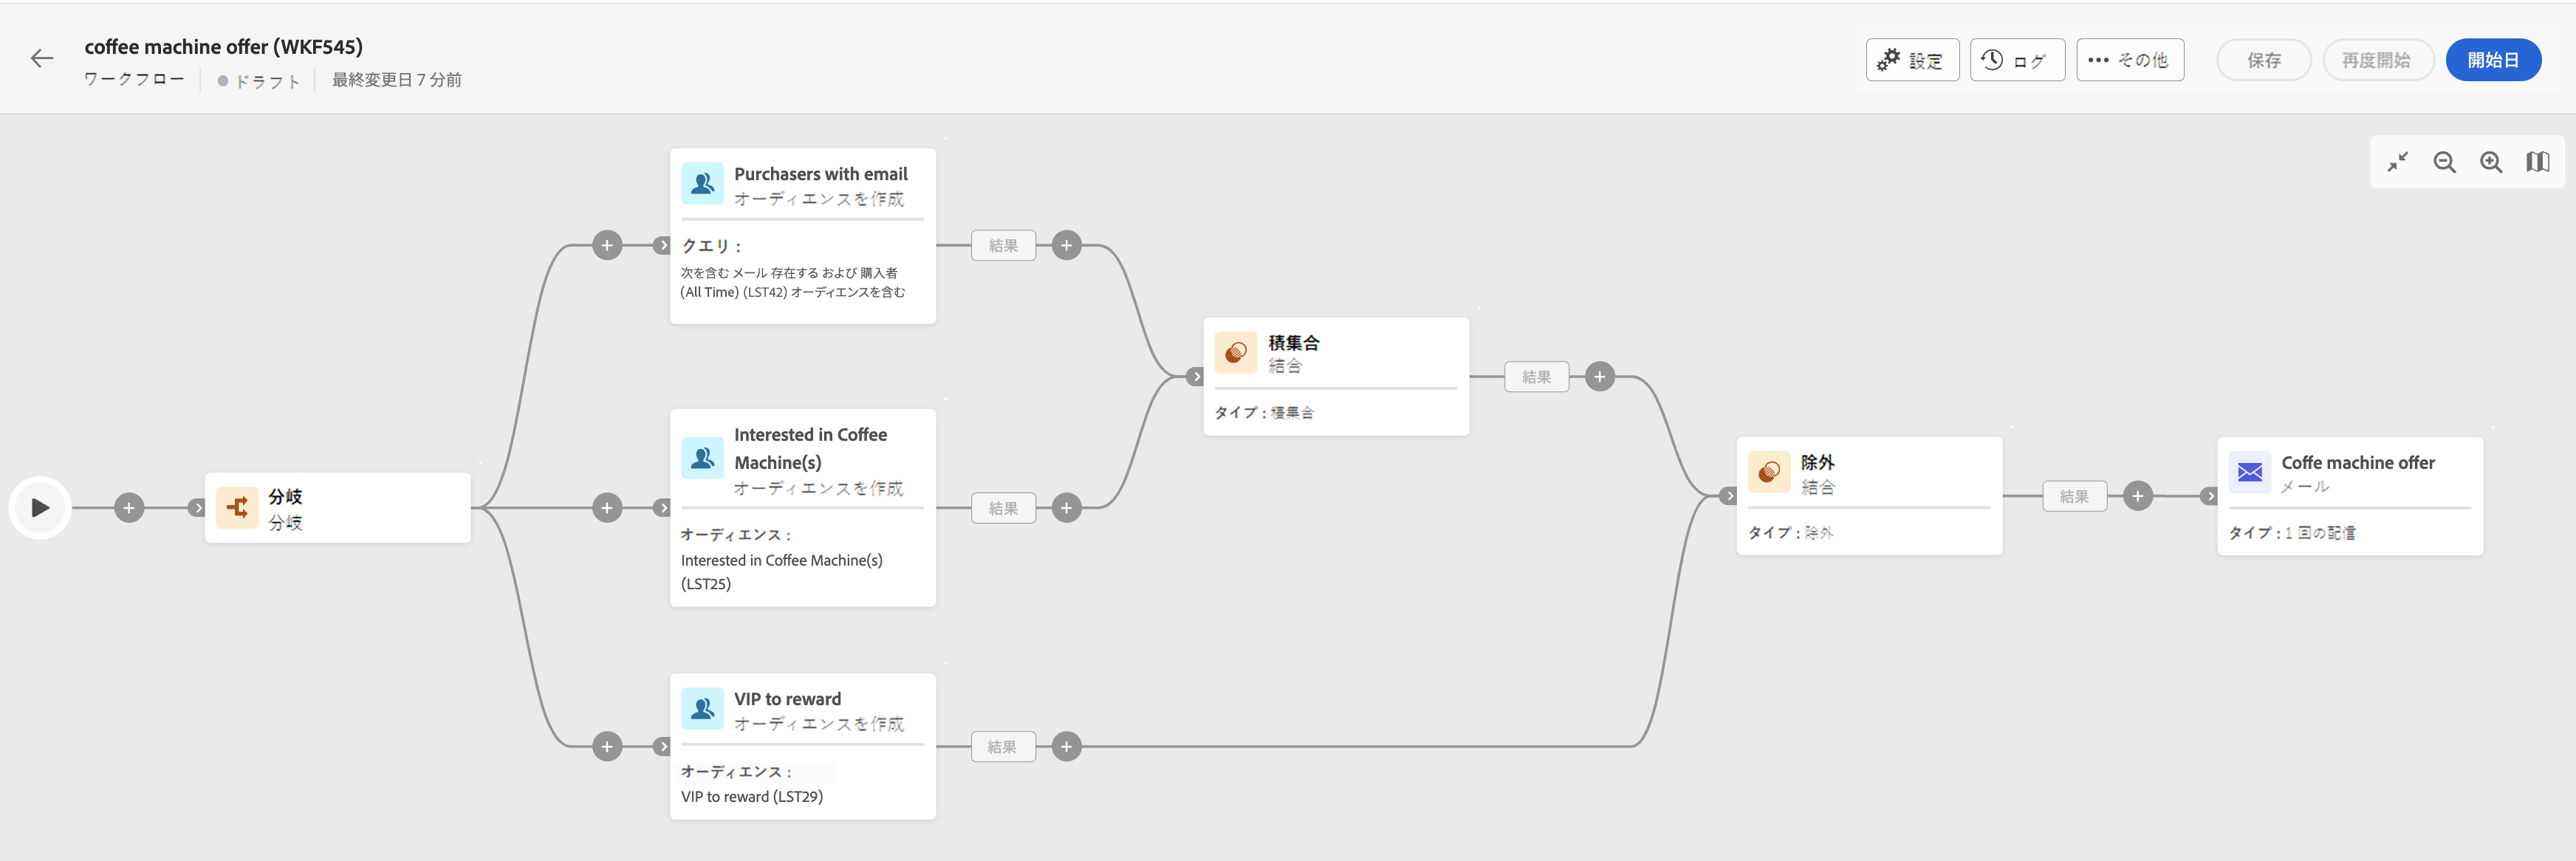 coffee machine offer (WKF545)
ワークフロー ドラフト 最終変更日 7 分前
設定 ログ その他 保存 再度開始 開始日
Purchasers with email
オーディエンスを作成
クエリ :
次を含む メール 存在する および 購入者
(All Time) (LST42) オーディエンスを含む
結果
積集合
結合
タイプ : 積集合
結果
Interested in Coffee
Machine(s)
オーディエンスを作成
オーディエンス :
Interested in Coffee Machine(s)
(LST25)
結果
分岐
分岐
除外
結合
タイプ : 除外
結果
Coffe machine offer
メール
タイプ : 1 回の配信
VIP to reward
オーディエンスを作成
オーディエンス :
VIP to reward (LST29)
結果